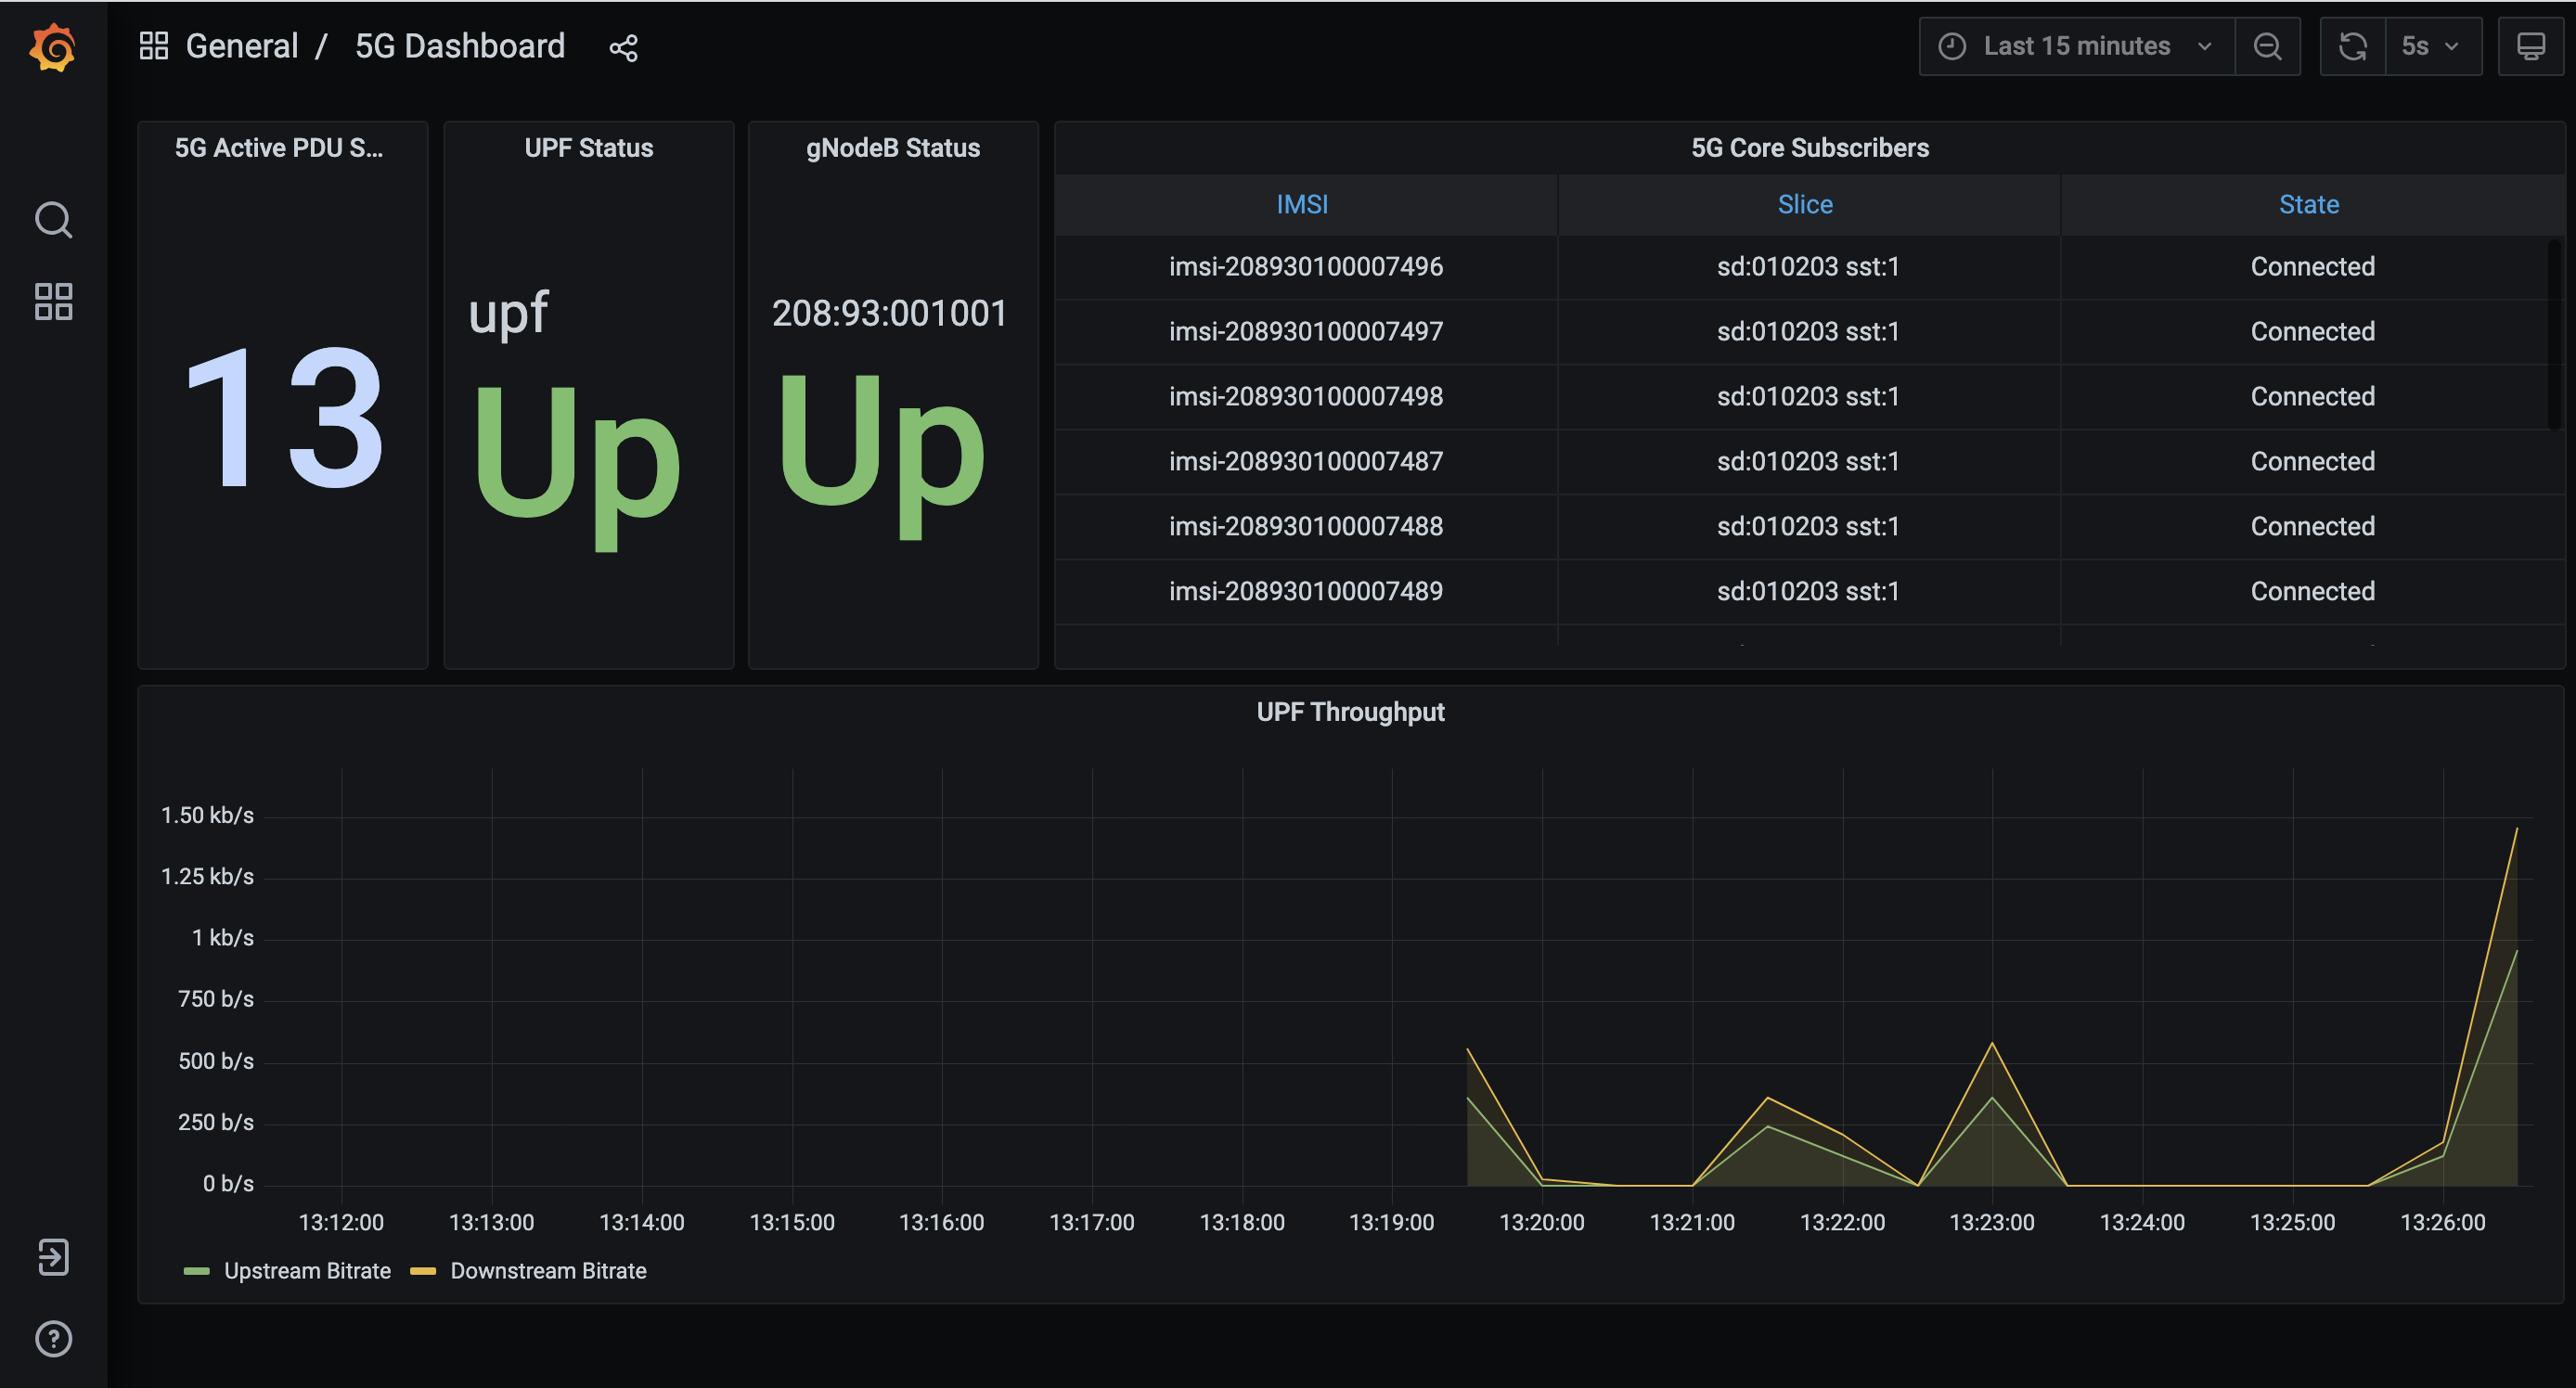 General / 5G Dashboard
Last 15 minutes
5s
5G Active PDU S...
13
UPF Status
upf
Up
gNodeB Status
208:93:001001
Up
5G Core Subscribers
IMSI Slice State
imsi-208930100007496 sd:010203 sst:1 Connected
imsi-208930100007497 sd:010203 sst:1 Connected
imsi-208930100007498 sd:010203 sst:1 Connected
imsi-208930100007487 sd:010203 sst:1 Connected
imsi-208930100007488 sd:010203 sst:1 Connected
imsi-208930100007489 sd:010203 sst:1 Connected
UPF Throughput
1.50 kb/s
1.25 kb/s
1 kb/s
750 b/s
500 b/s
250 b/s
0 b/s
13:12:00 13:13:00 13:14:00 13:15:00 13:16:00 13:17:00 13:18:00 13:19:00 13:20:00 13:21:00 13:22:00 13:23:00 13:24:00 13:25:00 13:26:00
Upstream Bitrate Downstream Bitrate